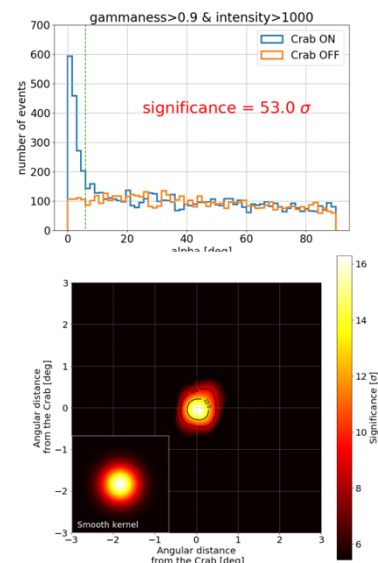 gammaness>0.9 & intensity>1000
700
600
500
400
300
200
100
0
number of events
Crab ON
Crab OFF
significance = 53.0 σ
0 20 40 60 80
alpha [deg]
3
2
1
0
−1
−2
−3
Angular distance
from the Crab [deg]
Smooth kernel
−3 −2 −1 0 1 2 3
Angular distance
from the Crab [deg]
16
14
12
10
8
6
Significance [σ]